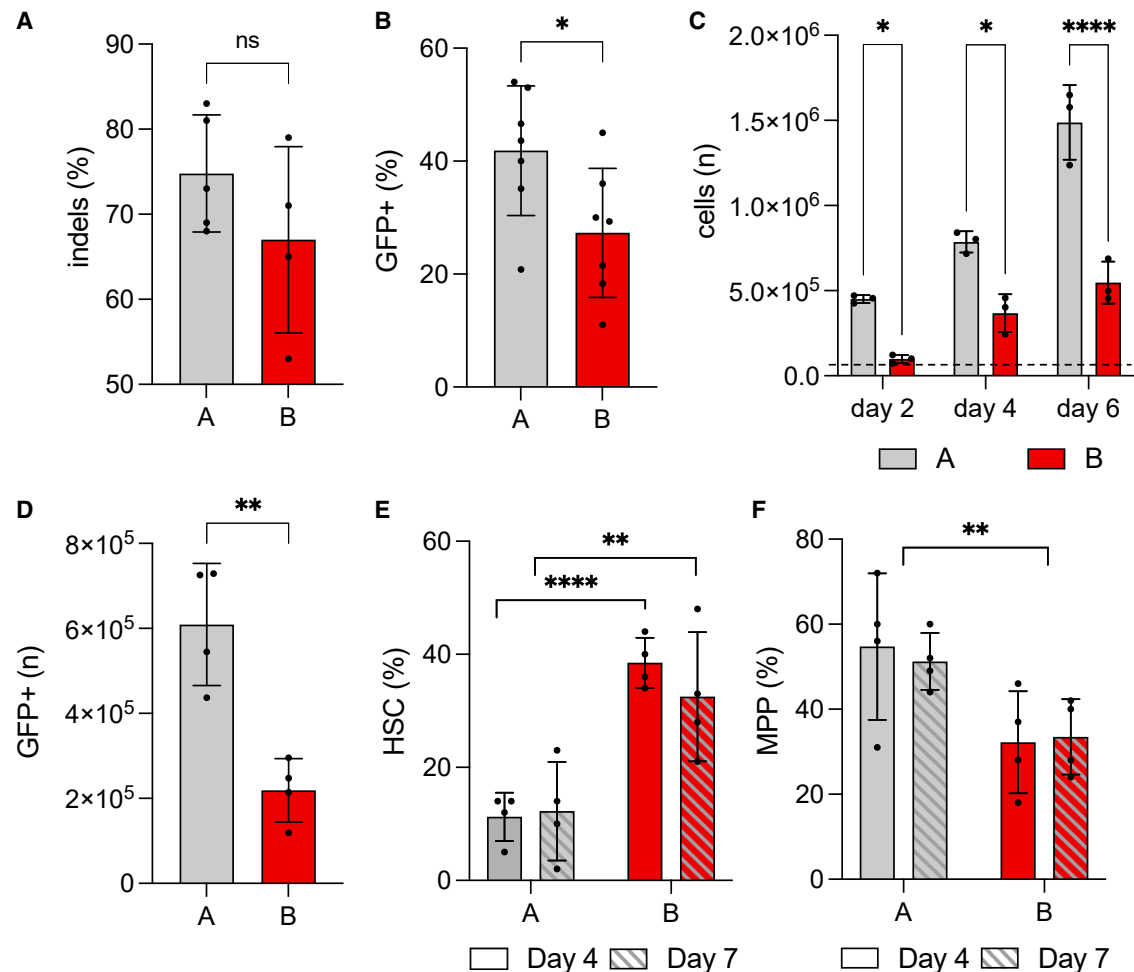 A
indels (%)
90
80
70
60
50
ns
A B
B
GFP+ (%)
60
40
20
0
*
A B
C
cells (n)
2.0×10⁶
1.5×10⁶
1.0×10⁶
5.0×10⁵
0.0
* * ****
day 2 day 4 day 6
A B
D
GFP+ (n)
8×10⁵
6×10⁵
4×10⁵
2×10⁵
0
**
A B
E
HSC (%)
60
40
20
0
**
****
A B
Day 4 Day 7
F
MPP (%)
80
60
40
20
0
**
A B
Day 4 Day 7